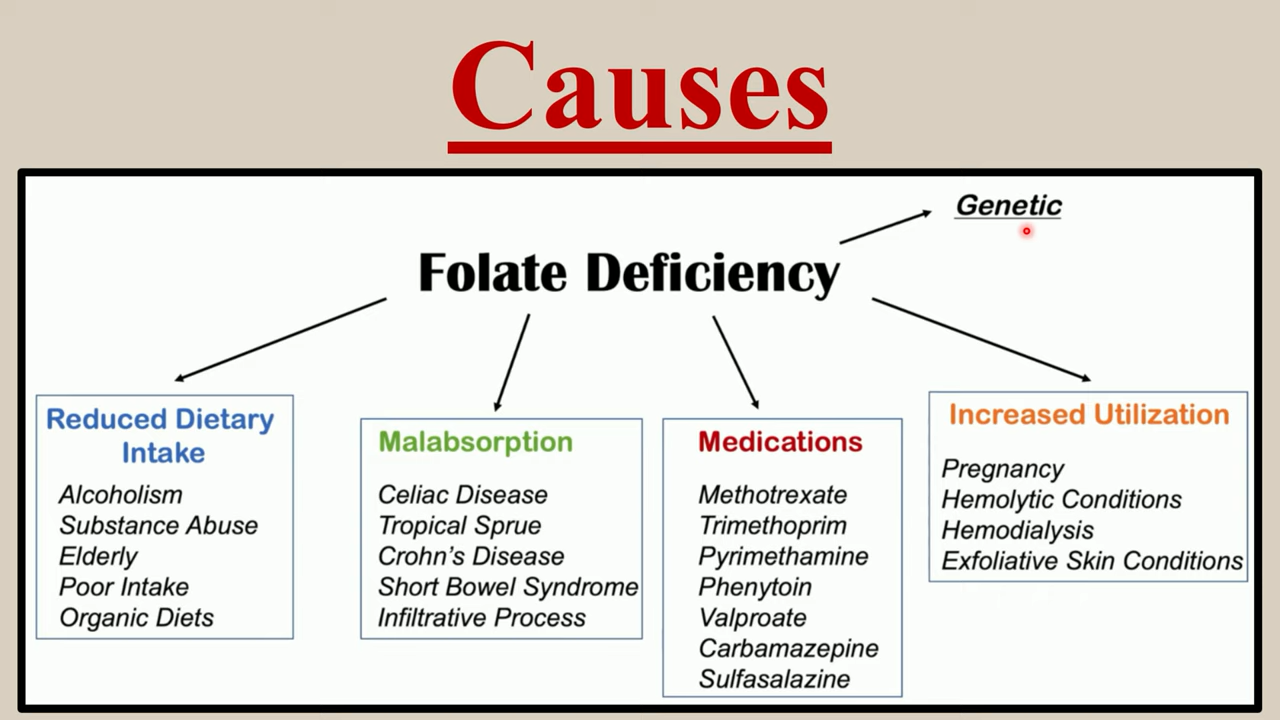 Causes
Genetic
Folate Deficiency
Reduced Dietary
Intake
Alcoholism
Substance Abuse
Elderly
Poor Intake
Organic Diets
Malabsorption
Celiac Disease
Tropical Sprue
Crohn's Disease
Short Bowel Syndrome
Infiltrative Process
Medications
Methotrexate
Trimethoprim
Pyrimethamine
Phenytoin
Valproate
Carbamazepine
Sulfasalazine
Increased Utilization
Pregnancy
Hemolytic Conditions
Hemodialysis
Exfoliative Skin Conditions